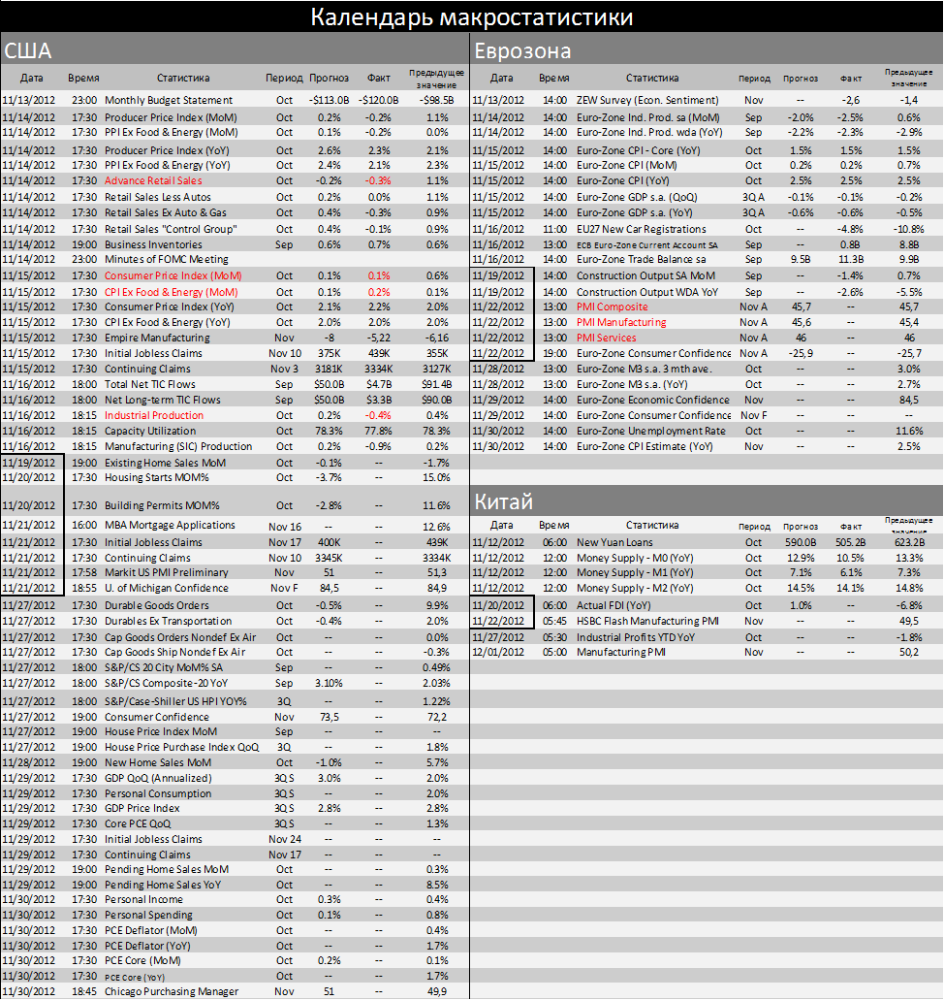 Календарь макростатистики
США
Дата Время Статистика Период Прогноз Факт Предыдущее значение
11/13/2012 23:00 Monthly Budget Statement Oct -$113.0B -$120.0B -$98.5B
11/14/2012 17:30 Producer Price Index (MoM) Oct 0.2% -0.2% 1.1%
11/14/2012 17:30 PPI Ex Food & Energy (MoM) Oct 0.1% -0.2% 0.0%
11/14/2012 17:30 Producer Price Index (YoY) Oct 2.6% 2.3% 2.1%
11/14/2012 17:30 PPI Ex Food & Energy (YoY) Oct 2.4% 2.1% 2.3%
11/14/2012 17:30 Advance Retail Sales Oct -0.2% -0.3% 1.1%
11/14/2012 17:30 Retail Sales Less Autos Oct 0.2% 0.0% 1.1%
11/14/2012 17:30 Retail Sales Ex Auto & Gas Oct 0.4% -0.3% 0.9%
11/14/2012 17:30 Retail Sales "Control Group" Oct 0.4% -0.1% 0.9%
11/14/2012 19:00 Business Inventories Sep 0.6% 0.7% 0.6%
11/14/2012 23:00 Minutes of FOMC Meeting
11/15/2012 17:30 Consumer Price Index (MoM) Oct 0.1% 0.1% 0.6%
11/15/2012 17:30 CPI Ex Food & Energy (MoM) Oct 0.1% 0.2% 0.1%
11/15/2012 17:30 Consumer Price Index (YoY) Oct 2.1% 2.2% 2.0%
11/15/2012 17:30 CPI Ex Food & Energy (YoY) Oct 2.0% 2.0% 2.0%
11/15/2012 17:30 Empire Manufacturing Nov -8 -5,22 -6,16
11/15/2012 17:30 Initial Jobless Claims Nov 10 375K 439K 355K
11/15/2012 17:30 Continuing Claims Nov 3 3181K 3334K 3127K
11/16/2012 18:00 Total Net TIC Flows Sep $50.0B $4.7B $91.4B
11/16/2012 18:00 Net Long-term TIC Flows Sep $50.0B $3.3B $90.0B
11/16/2012 18:15 Industrial Production Oct 0.2% -0.4% 0.4%
11/16/2012 18:15 Capacity Utilization Oct 78.3% 77.8% 78.3%
11/16/2012 18:15 Manufacturing (SIC) Production Oct 0.2% -0.9% 0.2%
11/19/2012 19:00 Existing Home Sales MoM Oct -0.1% -- -1.7%
11/20/2012 17:30 Housing Starts MOM% Oct -3.7% -- 15.0%
11/20/2012 17:30 Building Permits MOM% Oct -2.8% -- 11.6%
11/21/2012 16:00 MBA Mortgage Applications Nov 16 -- -- 12.6%
11/21/2012 17:30 Initial Jobless Claims Nov 17 400K -- 439K
11/21/2012 17:30 Continuing Claims Nov 10 3345K -- 3334K
11/21/2012 17:58 Markit US PMI Preliminary Nov 51 -- 51,3
11/21/2012 18:55 U. of Michigan Confidence Nov F 84,5 -- 84,9
11/27/2012 17:30 Durable Goods Orders Oct -0.5% -- 9.9%
11/27/2012 17:30 Durables Ex Transportation Oct -0.4% -- 2.0%
11/27/2012 17:30 Cap Goods Orders Nondef Ex Air Oct -- -- 0.0%
11/27/2012 17:30 Cap Goods Ship Nondef Ex Air Oct -- -- -0.3%
11/27/2012 18:00 S&P/CS 20 City MoM% SA Sep -- -- 0.49%
11/27/2012 18:00 S&P/CS Composite-20 YoY Sep 3.10% -- 2.03%
11/27/2012 18:00 S&P/Case-Shiller US HPI YOY% 3Q -- -- 1.22%
11/27/2012 19:00 Consumer Confidence Nov 73,5 -- 72,2
11/27/2012 19:00 House Price Index MoM Sep -- -- --
11/27/2012 19:00 House Price Purchase Index QoQ 3Q -- -- 1.8%
11/28/2012 19:00 New Home Sales MoM Oct -1.0% -- 5.7%
11/29/2012 17:30 GDP QoQ (Annualized) 3Q S 3.0% -- 2.0%
11/29/2012 17:30 Personal Consumption 3Q S -- -- 2.0%
11/29/2012 17:30 GDP Price Index 3Q S 2.8% -- 2.8%
11/29/2012 17:30 Core PCE QoQ 3Q S -- -- 1.3%
11/29/2012 17:30 Initial Jobless Claims Nov 24 -- -- --
11/29/2012 17:30 Continuing Claims Nov 17 -- -- --
11/29/2012 19:00 Pending Home Sales MoM Oct -- -- 0.3%
11/29/2012 19:00 Pending Home Sales YoY Oct -- -- 8.5%
11/30/2012 17:30 Personal Income Oct 0.3% -- 0.4%
11/30/2012 17:30 Personal Spending Oct 0.1% -- 0.8%
11/30/2012 17:30 PCE Deflator (MoM) Oct -- -- 0.4%
11/30/2012 17:30 PCE Deflator (YoY) Oct -- -- 1.7%
11/30/2012 17:30 PCE Core (MoM) Oct 0.2% -- 0.1%
11/30/2012 17:30 PCE Core (YoY) Oct -- -- 1.7%
11/30/2012 18:45 Chicago Purchasing Manager Nov 51 -- 49,9
Еврозона
Дата Время Статистика Период Прогноз Факт Предыдущее значение
11/13/2012 14:00 ZEW Survey (Econ. Sentiment) Nov -- -2,6 -1,4
11/14/2012 14:00 Euro-Zone Ind. Prod. sa (MoM) Sep -2.0% -2.5% 0.6%
11/14/2012 14:00 Euro-Zone Ind. Prod. wda (YoY) Sep -2.2% -2.3% -2.9%
11/15/2012 14:00 Euro-Zone CPI - Core (YoY) Oct 1.5% 1.5% 1.5%
11/15/2012 14:00 Euro-Zone CPI (MoM) Oct 0.2% 0.2% 0.7%
11/15/2012 14:00 Euro-Zone CPI (YoY) Oct 2.5% 2.5% 2.5%
11/15/2012 14:00 Euro-Zone GDP s.a. (QoQ) 3Q A -0.1% -0.1% -0.2%
11/15/2012 14:00 Euro-Zone GDP s.a. (YoY) 3Q A -0.6% -0.6% -0.5%
11/16/2012 11:00 EU27 New Car Registrations Oct -- -4.8% -10.8%
11/16/2012 13:00 ECB Euro-Zone Current Account SA Sep -- 0.8B 8.8B
11/16/2012 14:00 Euro-Zone Trade Balance sa Sep 9.5B 11.3B 9.9B
11/19/2012 14:00 Construction Output SA MoM Sep -- -1.4% 0.7%
11/19/2012 14:00 Construction Output WDA YoY Sep -- -2.6% -5.5%
11/22/2012 13:00 PMI Composite Nov A 45,7 -- 45,7
11/22/2012 13:00 PMI Manufacturing Nov A 45,6 -- 45,4
11/22/2012 13:00 PMI Services Nov A 46 -- 46
11/22/2012 19:00 Euro-Zone Consumer Confidence Nov A -25,9 -- -25,7
11/28/2012 13:00 Euro-Zone M3 s.a. 3 mth ave. Oct -- -- 3.0%
11/28/2012 13:00 Euro-Zone M3 s.a. (YoY) Oct -- -- 2.7%
11/29/2012 14:00 Euro-Zone Economic Confidence Nov -- -- 84,5
11/29/2012 14:00 Euro-Zone Consumer Confidence Nov F -- -- --
11/30/2012 14:00 Euro-Zone Unemployment Rate Oct -- -- 11.6%
11/30/2012 14:00 Euro-Zone CPI Estimate (YoY) Nov -- -- 2.5%
Китай
Дата Время Статистика Период Прогноз Факт Предыдущее значение
11/12/2012 06:00 New Yuan Loans Oct 590.0B 505.2B 623.2B
11/12/2012 12:00 Money Supply - M0 (YoY) Oct 12.9% 10.5% 13.3%
11/12/2012 12:00 Money Supply - M1 (YoY) Oct 7.1% 6.1% 7.3%
11/12/2012 12:00 Money Supply - M2 (YoY) Oct 14.5% 14.1% 14.8%
11/20/2012 06:00 Actual FDI (YoY) Oct 1.0% -- -6.8%
11/22/2012 05:45 HSBC Flash Manufacturing PMI Nov -- -- 49,5
11/27/2012 05:30 Industrial Profits YTD YoY Oct -- -- -1.8%
12/01/2012 05:00 Manufacturing PMI Nov -- -- 50,2